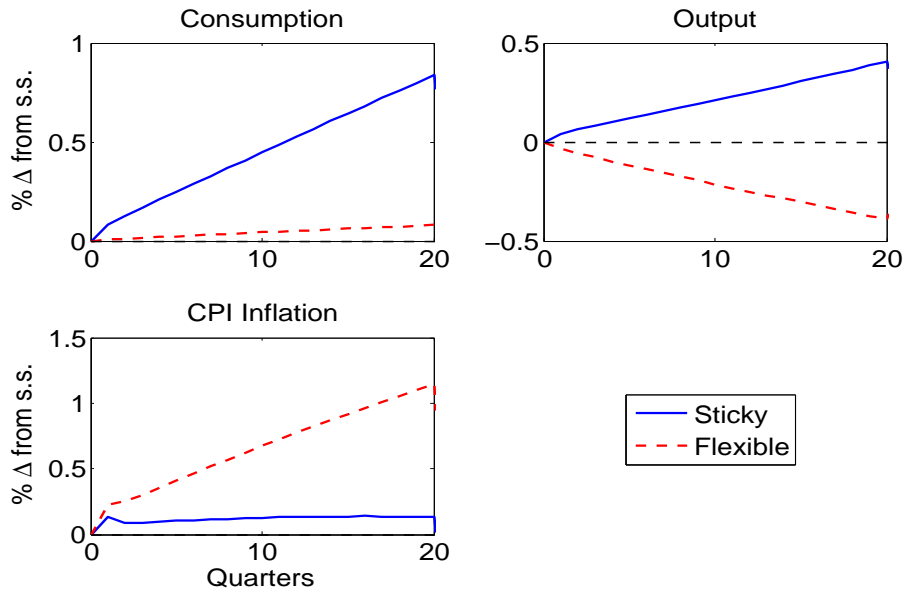 Consumption
% Δ from s.s.
1
0.5
0
0
10
20
Output
0.5
0
−0.5
0
10
20
CPI Inflation
% Δ from s.s.
1.5
1
0.5
0
0
10
20
Quarters
Sticky
Flexible